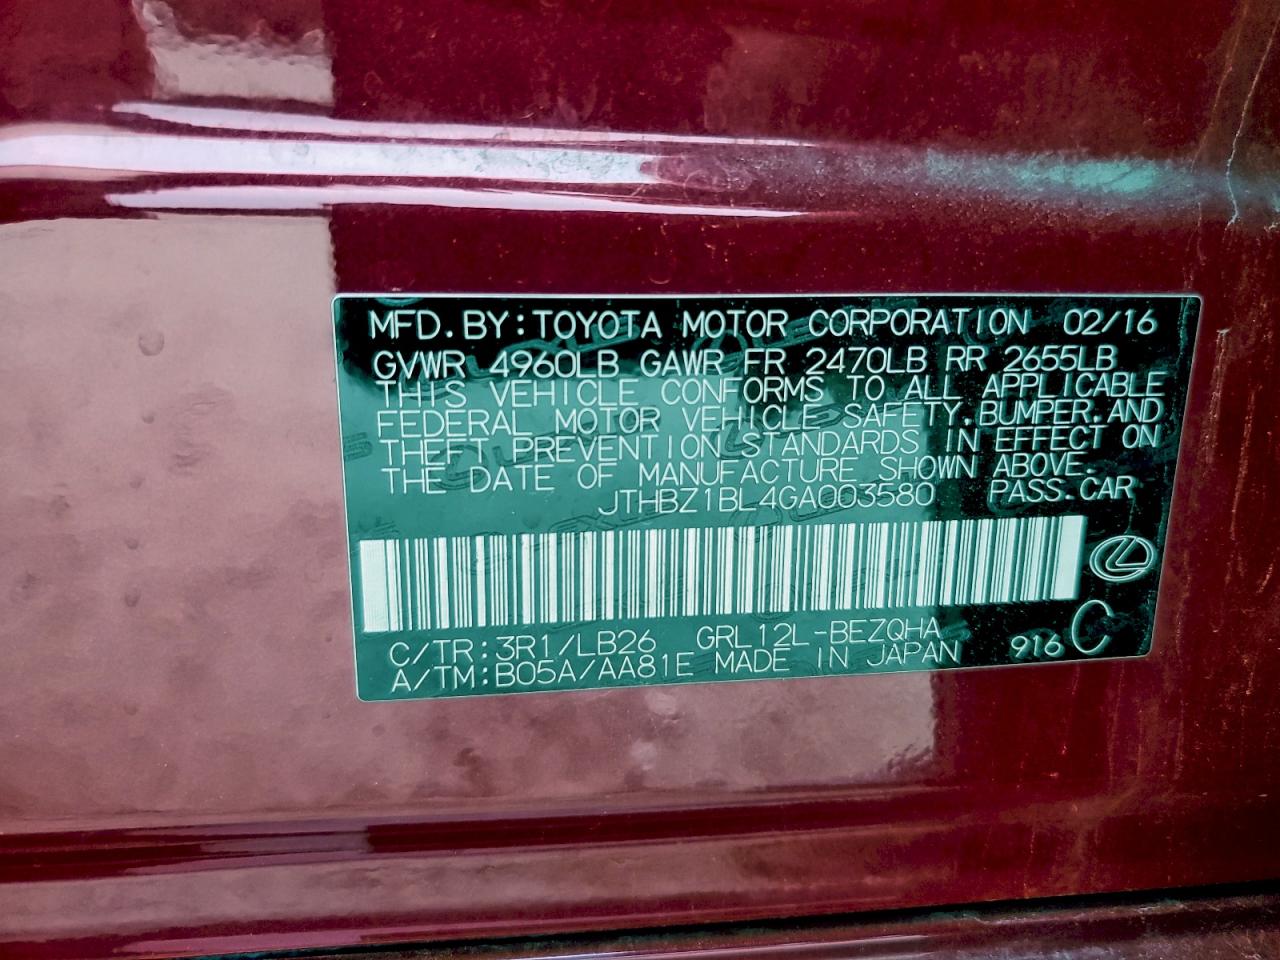 MFD.BY:TOYOTA MOTOR CORPORATION 02/16
GVWR 4960LB GAWR FR 2470LB RR 2655LB
THIS VEHICLE CONFORMS TO ALL APPLICABLE
FEDERAL MOTOR VEHICLE SAFETY,BUMPER,AND
THEFT PREVENTION STANDARDS IN EFFECT ON
THE DATE OF MANUFACTURE SHOWN ABOVE.
JTHBZ1BL4GA003580 PASS.CAR
C/TR:3R1/LB26 GRL12L-BEZQHA
A/TM:B05A/AA81E MADE IN JAPAN 916 C